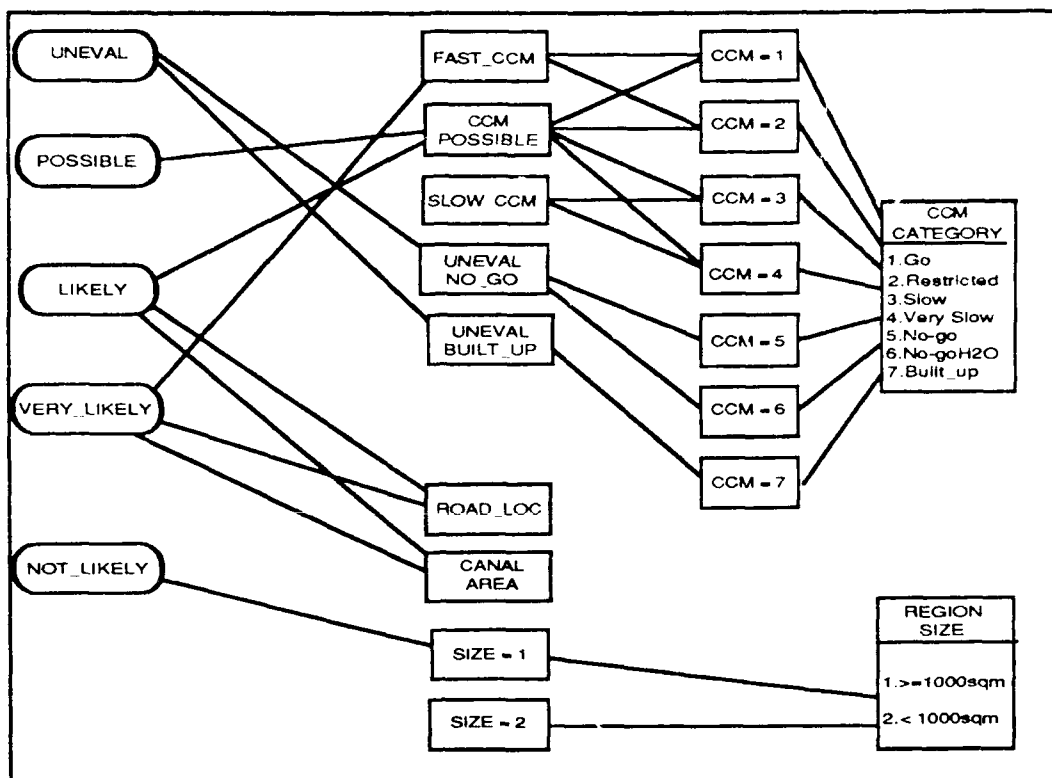 UNEVAL
POSSIBLE
LIKELY
VERY_LIKELY
NOT_LIKELY
FAST_CCM
CCM
POSSIBLE
SLOW CCM
UNEVAL
NO_GO
UNEVAL
BUILT_UP
ROAD_LOC
CANAL
AREA
SIZE = 1
SIZE = 2
CCM = 1
CCM = 2
CCM = 3
CCM = 4
CCM = 5
CCM = 6
CCM = 7
CCM
CATEGORY
1.Go
2.Restricted
3.Slow
4.Very Slow
5.No-go
6.No-goH2O
7.Built_up
REGION
SIZE
1.>=1000sqm
2.< 1000sqm